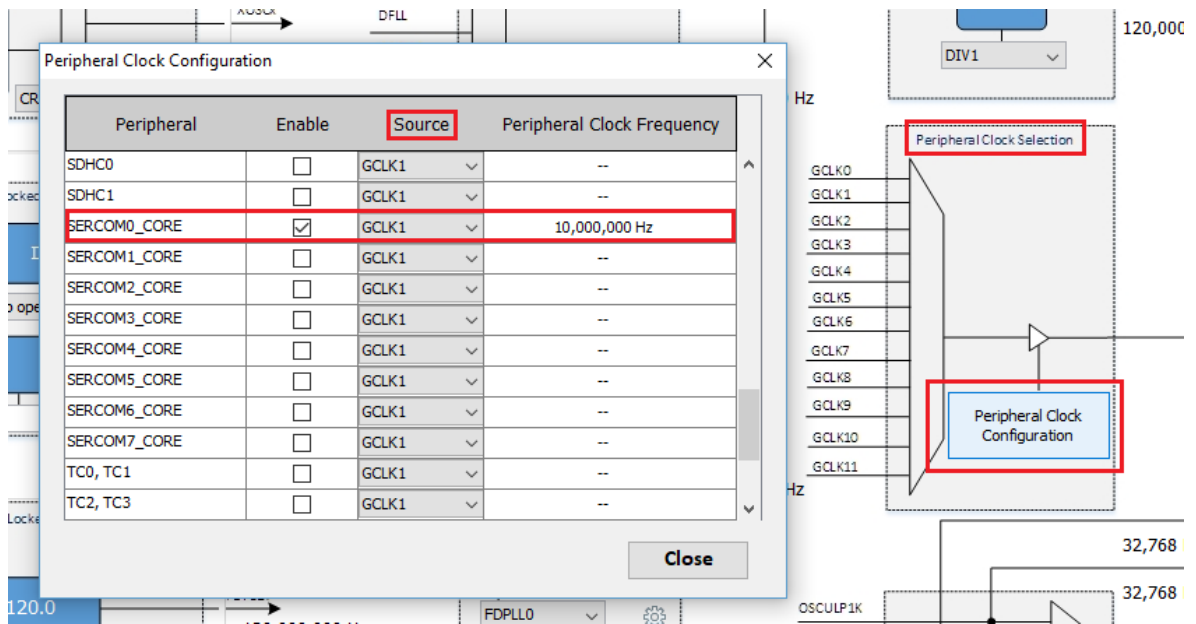 DFLL
120,000
Peripheral Clock Configuration
DIV1
CR
Hz
Peripheral Enable Source Peripheral Clock Frequency
Peripheral Clock Selection
SDHC0 GCLK1 --
SDHC1 GCLK1 --
SERCOM0_CORE GCLK1 10,000,000 Hz
SERCOM1_CORE GCLK1 --
SERCOM2_CORE GCLK1 --
SERCOM3_CORE GCLK1 --
SERCOM4_CORE GCLK1 --
SERCOM5_CORE GCLK1 --
SERCOM6_CORE GCLK1 --
SERCOM7_CORE GCLK1 --
TC0, TC1 GCLK1 --
TC2, TC3 GCLK1 --
Close
GCLK0
GCLK1
GCLK2
GCLK3
GCLK4
GCLK5
GCLK6
GCLK7
GCLK8
GCLK9
GCLK10
GCLK11
Peripheral Clock
Configuration
Hz
32,768
32,768
120.0
FDPLL0
OSCULP1K